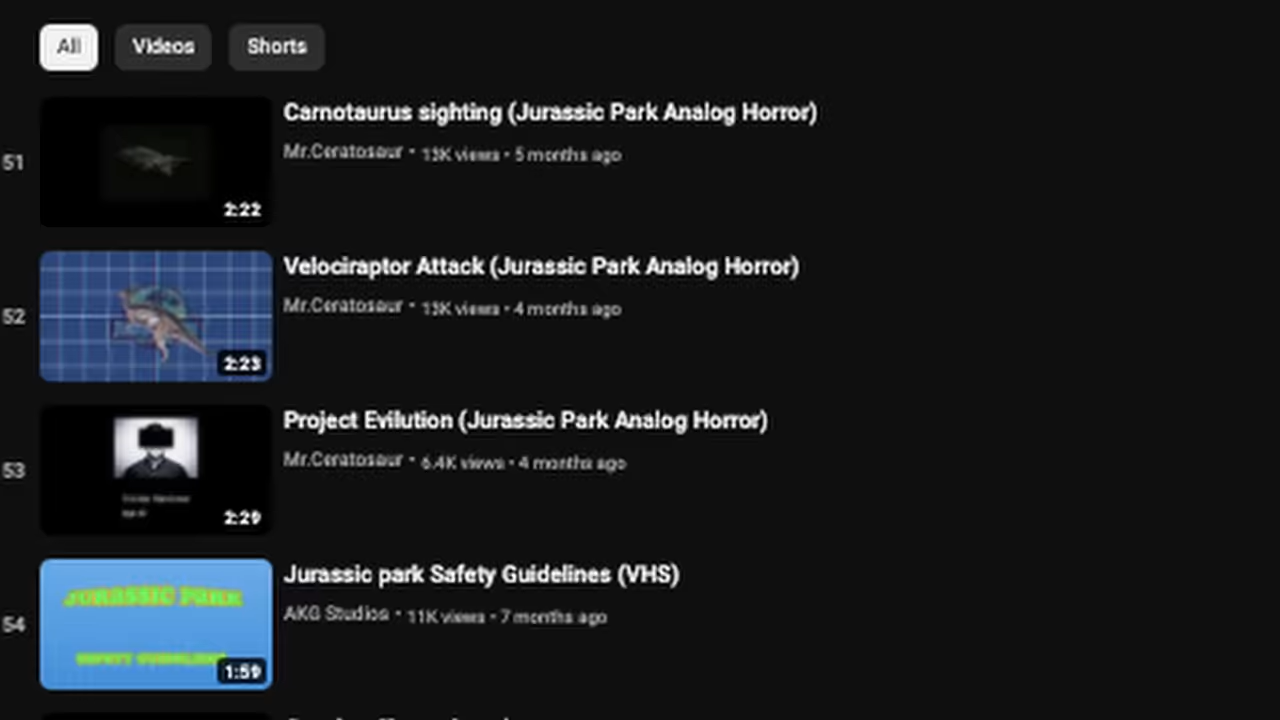 All
Videos
Shorts
51
2:22
Carnotaurus sighting (Jurassic Park Analog Horror)
Mr.Ceratosaur • 13K views • 5 months ago
52
2:23
Velociraptor Attack (Jurassic Park Analog Horror)
Mr.Ceratosaur • 13K views • 4 months ago
53
2:29
Project Evilution (Jurassic Park Analog Horror)
Mr.Ceratosaur • 6.4K views • 4 months ago
54
JURASSIC PARK
SAFETY GUIDELINES
1:59
Jurassic park Safety Guidelines (VHS)
AKG Studios • 11K views • 7 months ago